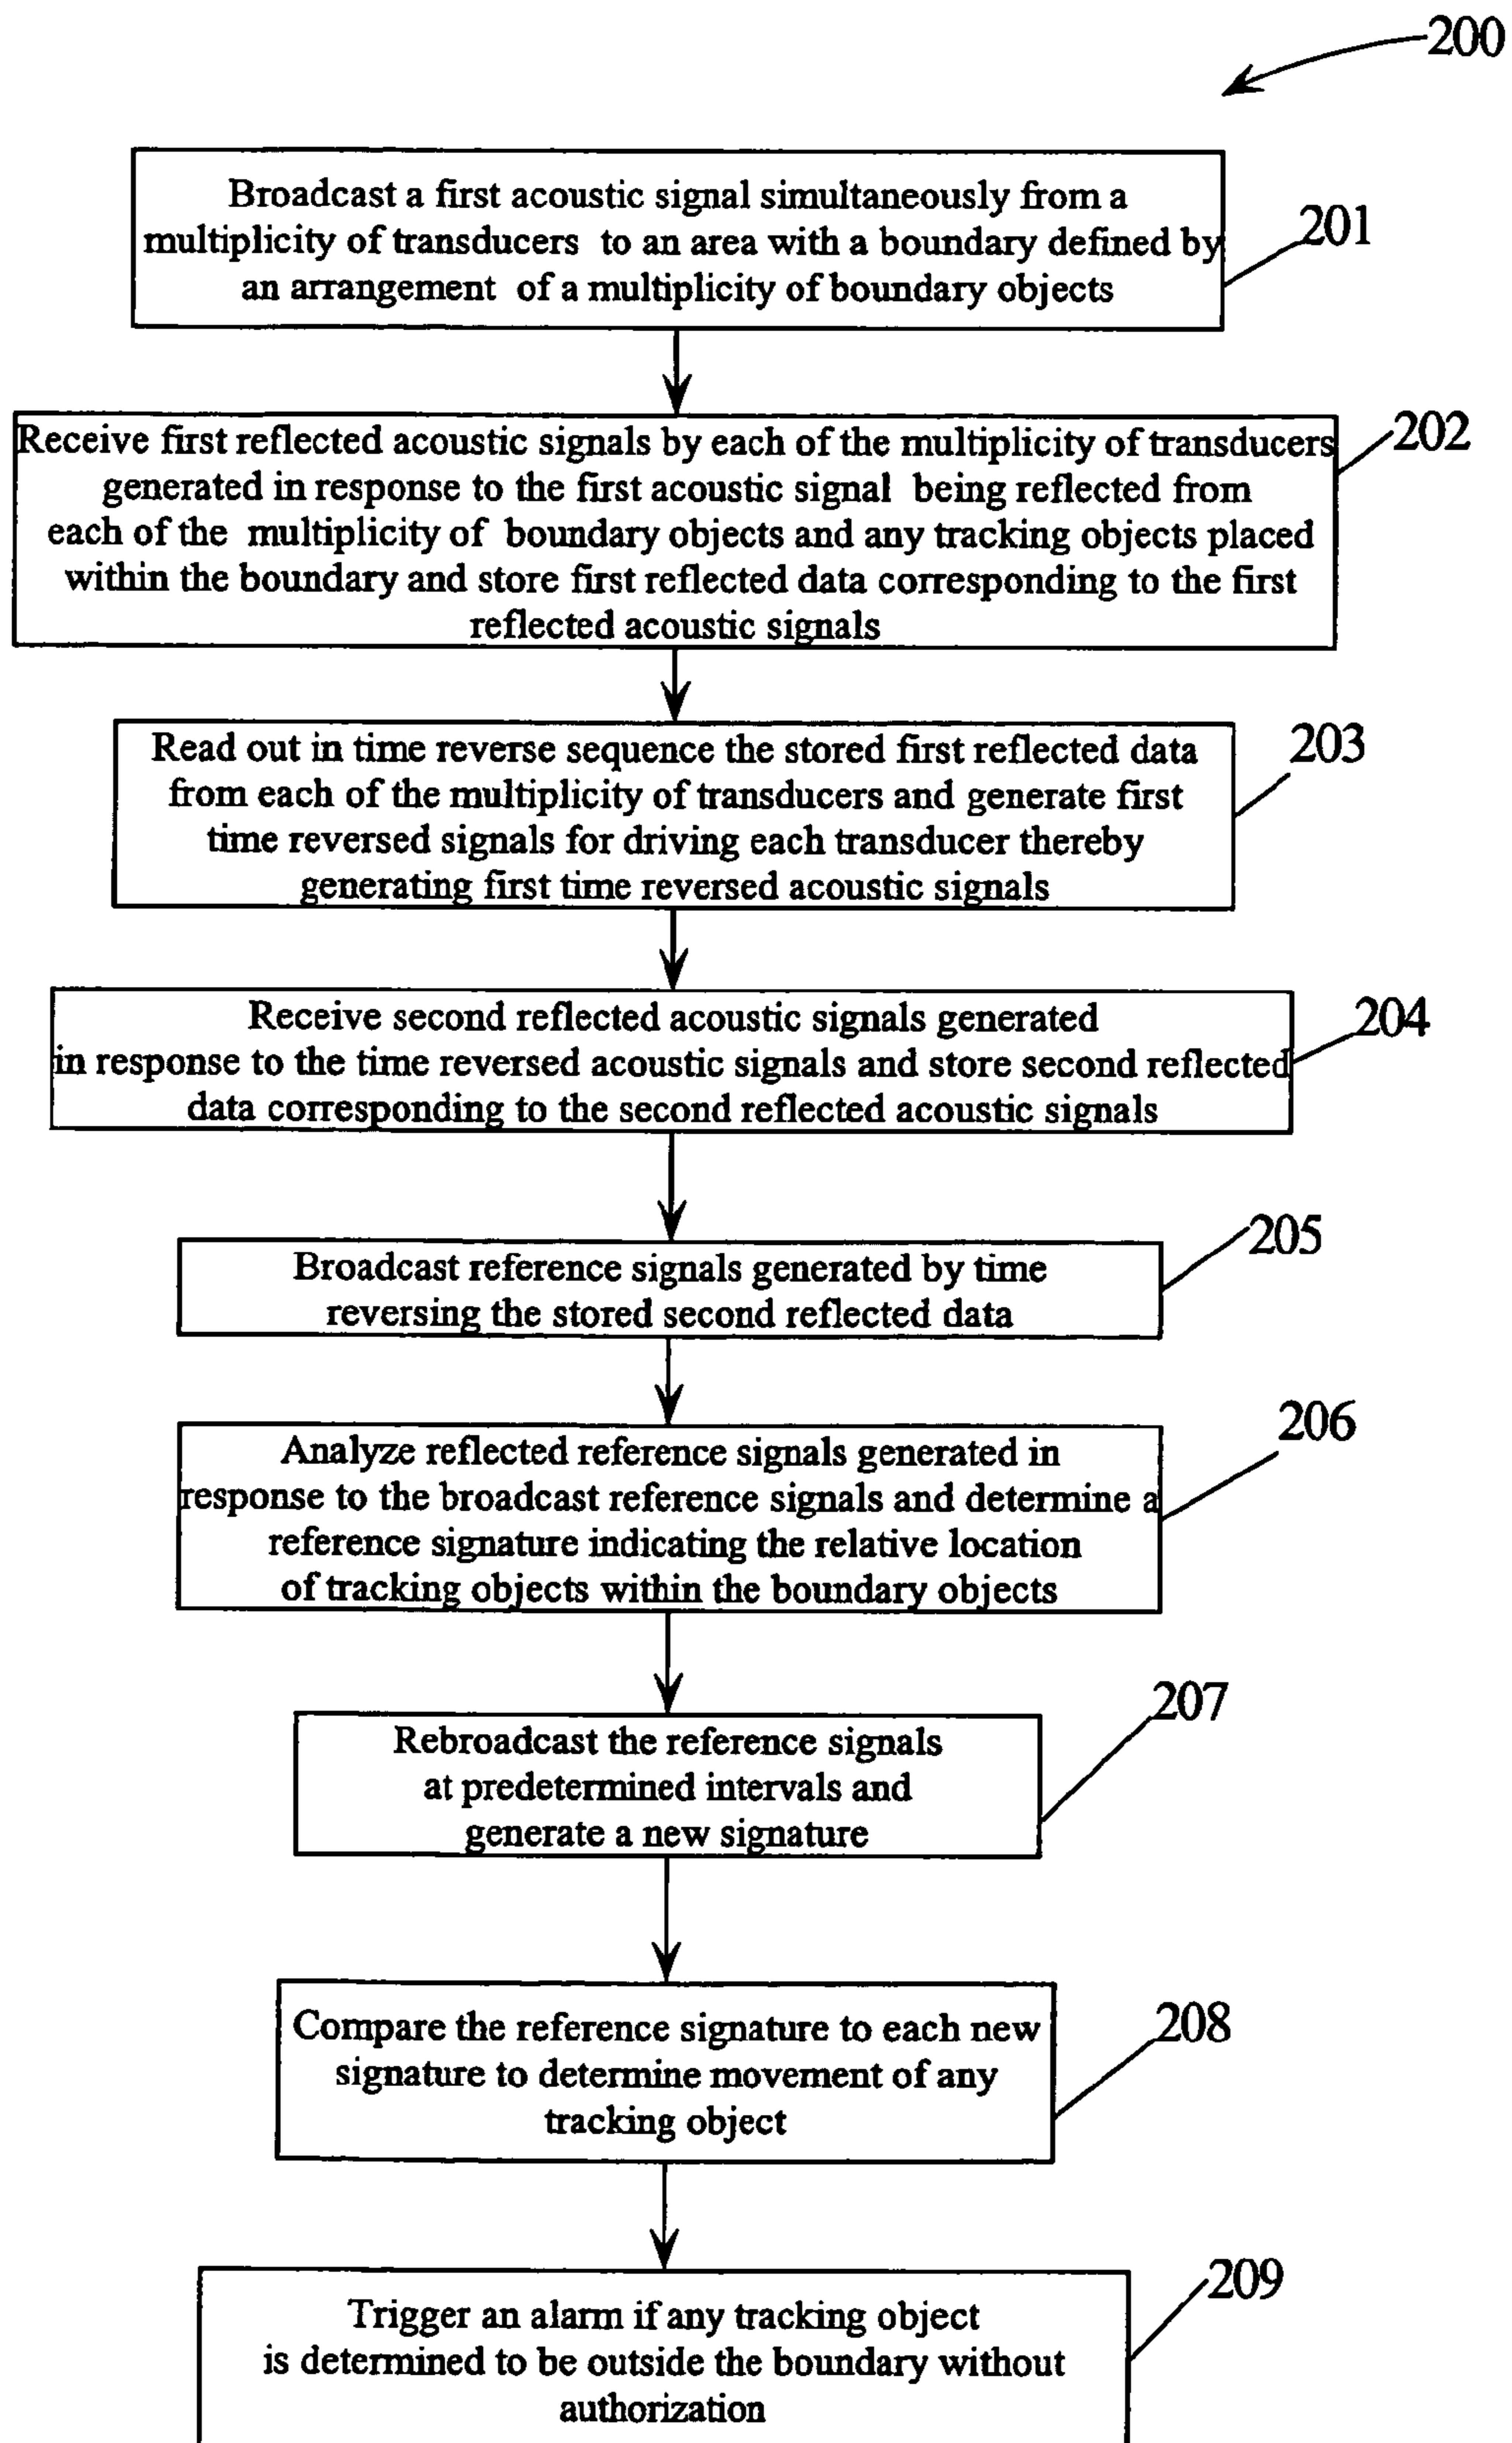 200
Broadcast a first acoustic signal simultaneously from a
multiplicity of transducers to an area with a boundary defined by
an arrangement of a multiplicity of boundary objects
201
Receive first reflected acoustic signals by each of the multiplicity of transducers
generated in response to the first acoustic signal being reflected from
each of the multiplicity of boundary objects and any tracking objects placed
within the boundary and store first reflected data corresponding to the first
reflected acoustic signals
202
Read out in time reverse sequence the stored first reflected data
from each of the multiplicity of transducers and generate first
time reversed signals for driving each transducer thereby
generating first time reversed acoustic signals
203
Receive second reflected acoustic signals generated
in response to the time reversed acoustic signals and store second reflected
data corresponding to the second reflected acoustic signals
204
Broadcast reference signals generated by time
reversing the stored second reflected data
205
Analyze reflected reference signals generated in
response to the broadcast reference signals and determine a
reference signature indicating the relative location
of tracking objects within the boundary objects
206
Rebroadcast the reference signals
at predetermined intervals and
generate a new signature
207
Compare the reference signature to each new
signature to determine movement of any
tracking object
208
Trigger an alarm if any tracking object
is determined to be outside the boundary without
authorization
209